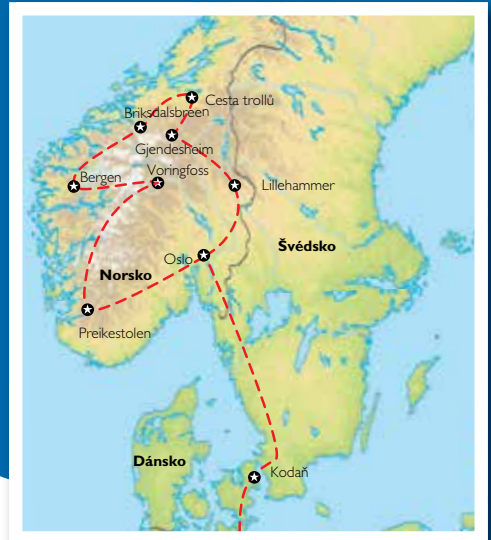 Cesta trollů
Briksdalsbreen
Gjendesheim
Voringfoss
Bergen
Lillehammer
Švédsko
Oslo
Norsko
Preikestolen
Dánsko
Kodaň